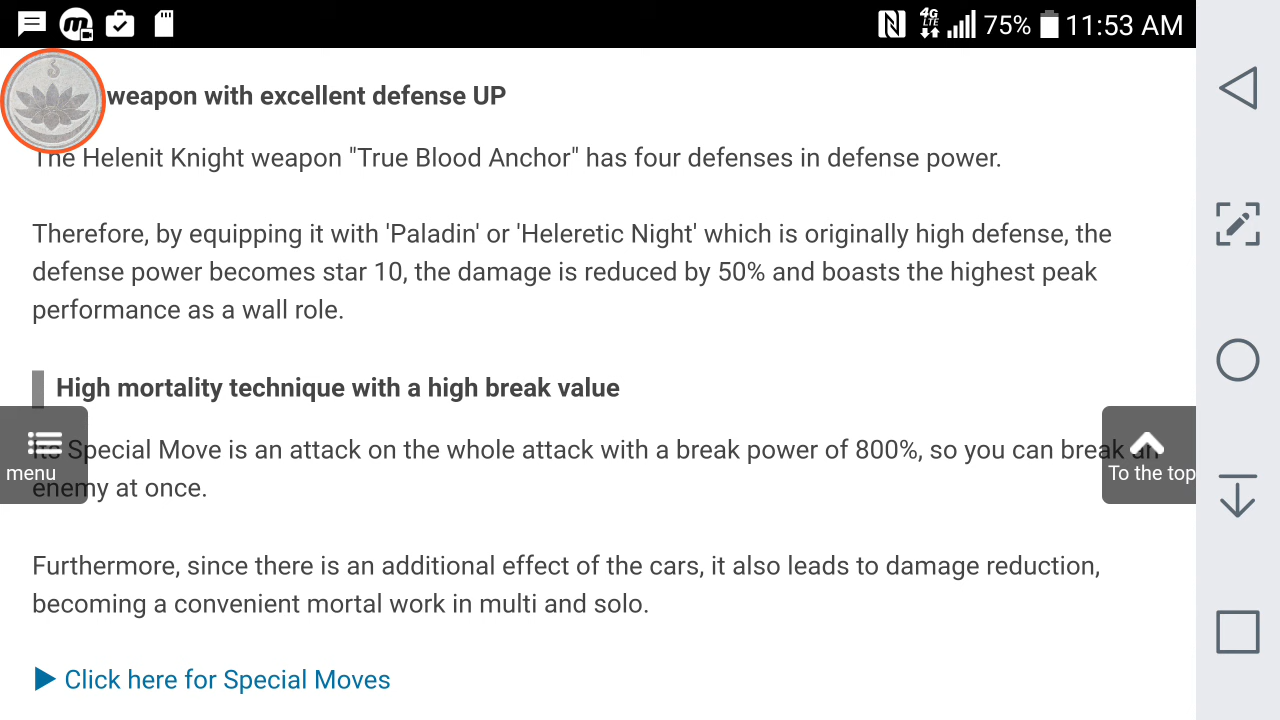 4G
LTE
75%
11:53 AM
weapon with excellent defense UP
The Helenit Knight weapon "True Blood Anchor" has four defenses in defense power.
Therefore, by equipping it with 'Paladin' or 'Heleretic Night' which is originally high defense, the
defense power becomes star 10, the damage is reduced by 50% and boasts the highest peak
performance as a wall role.
High mortality technique with a high break value
Its Special Move is an attack on the whole attack with a break power of 800%, so you can break an
enemy at once.
menu
To the top
Furthermore, since there is an additional effect of the cars, it also leads to damage reduction,
becoming a convenient mortal work in multi and solo.
Click here for Special Moves